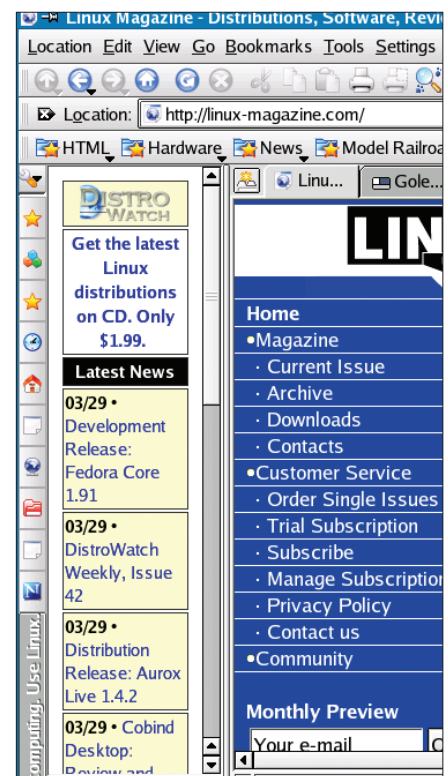 Linux Magazine - Distributions, Software, Revi
Location Edit View Go Bookmarks Tools Settings
Location: http://linux-magazine.com/
HTML Hardware News Model Railroa
Linu... Gole...
DISTRO
WATCH
Get the latest
Linux
distributions
on CD. Only
$1.99.
Latest News
03/29 •
Development
Release:
Fedora Core
1.91
03/29 •
DistroWatch
Weekly, Issue
42
03/29 •
Distribution
Release: Aurox
Live 1.4.2
03/29 • Cobind
Desktop:
Review and
omputing. Use Linux.
N
LIN
Home
•Magazine
· Current Issue
· Archive
· Downloads
· Contacts
•Customer Service
· Order Single Issues
· Trial Subscription
· Subscribe
· Manage Subscription
· Privacy Policy
· Contact us
•Community
Monthly Preview
Your e-mail